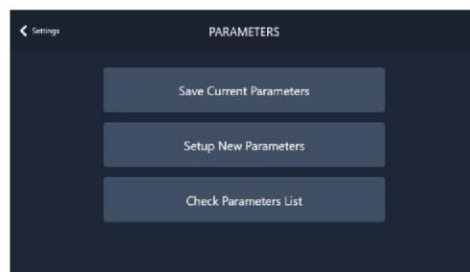 Settings
PARAMETERS
Save Current Parameters
Setup New Parameters
Check Parameters List